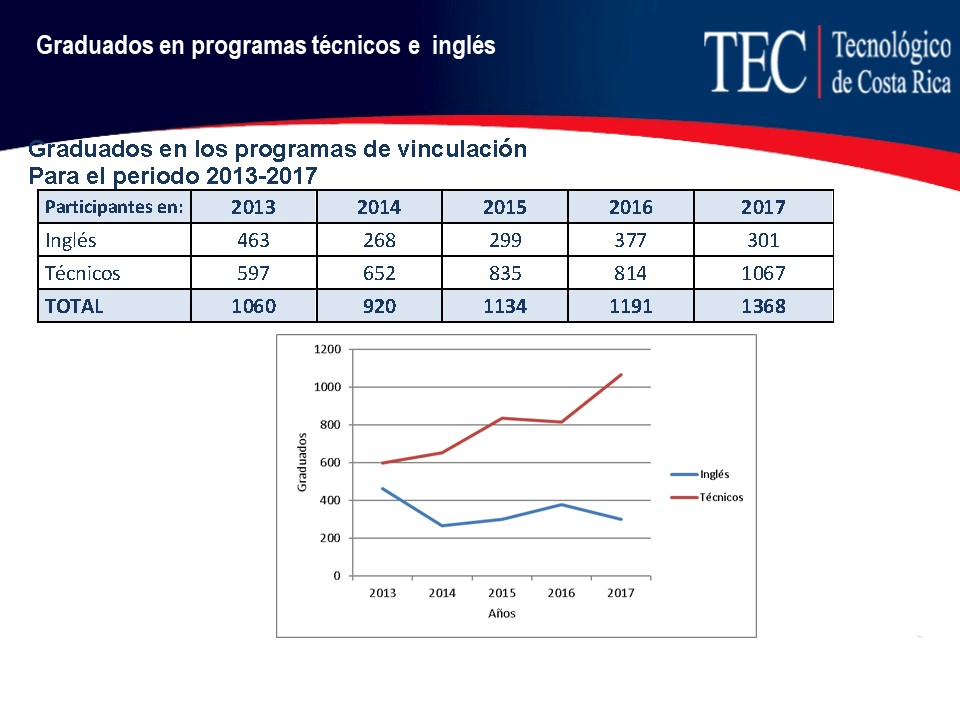 Graduados en programas técnicos e inglés
TEC Tecnológico de Costa Rica
Graduados en los programas de vinculación
Para el periodo 2013-2017
Participantes en: 2013 2014 2015 2016 2017
Inglés 463 268 299 377 301
Técnicos 597 652 835 814 1067
TOTAL 1060 920 1134 1191 1368
1200
1000
800
600
400
200
0
Graduados
2013 2014 2015 2016 2017
Años
Inglés
Técnicos